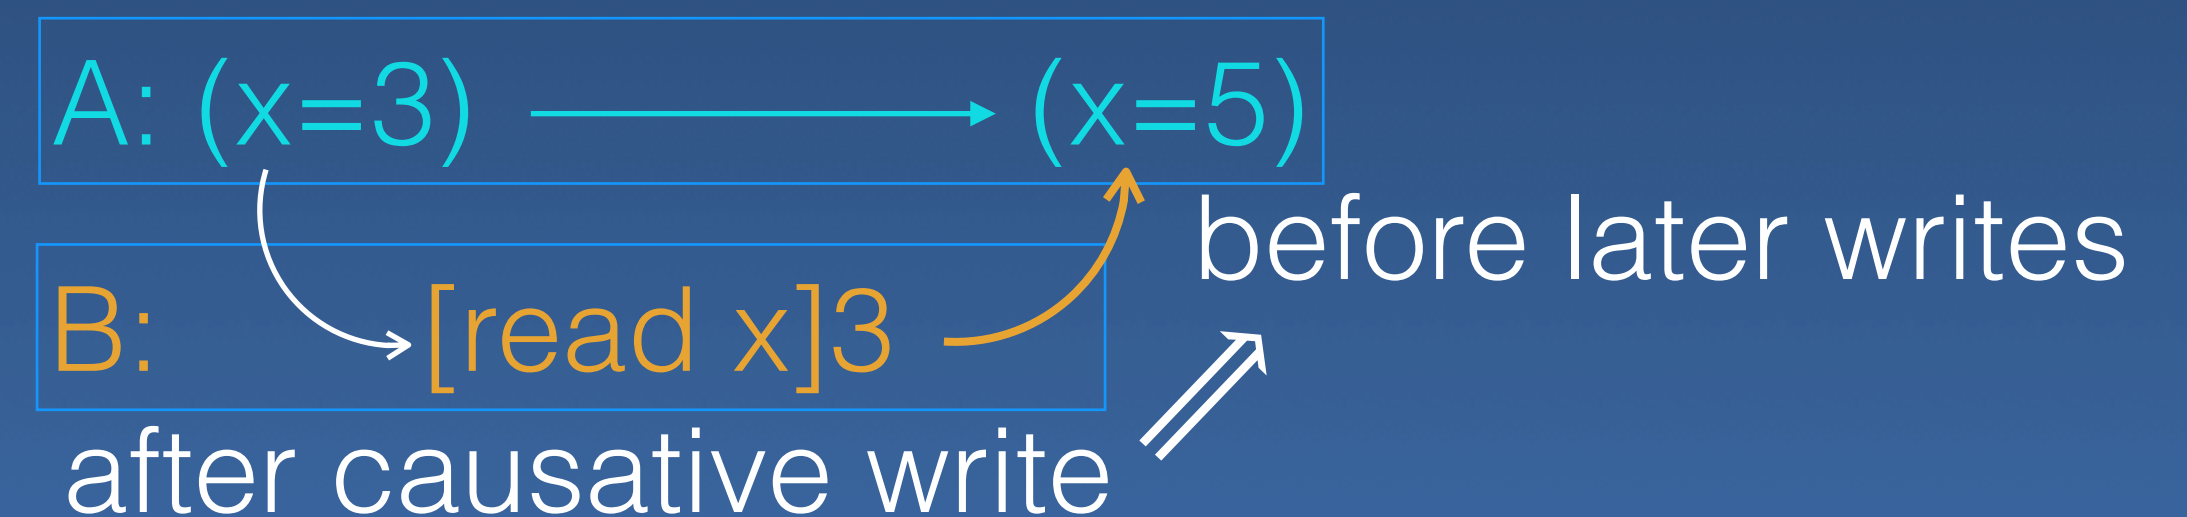 A: (x=3) (x=5)
before later writes
B: [read x]3
after causative write